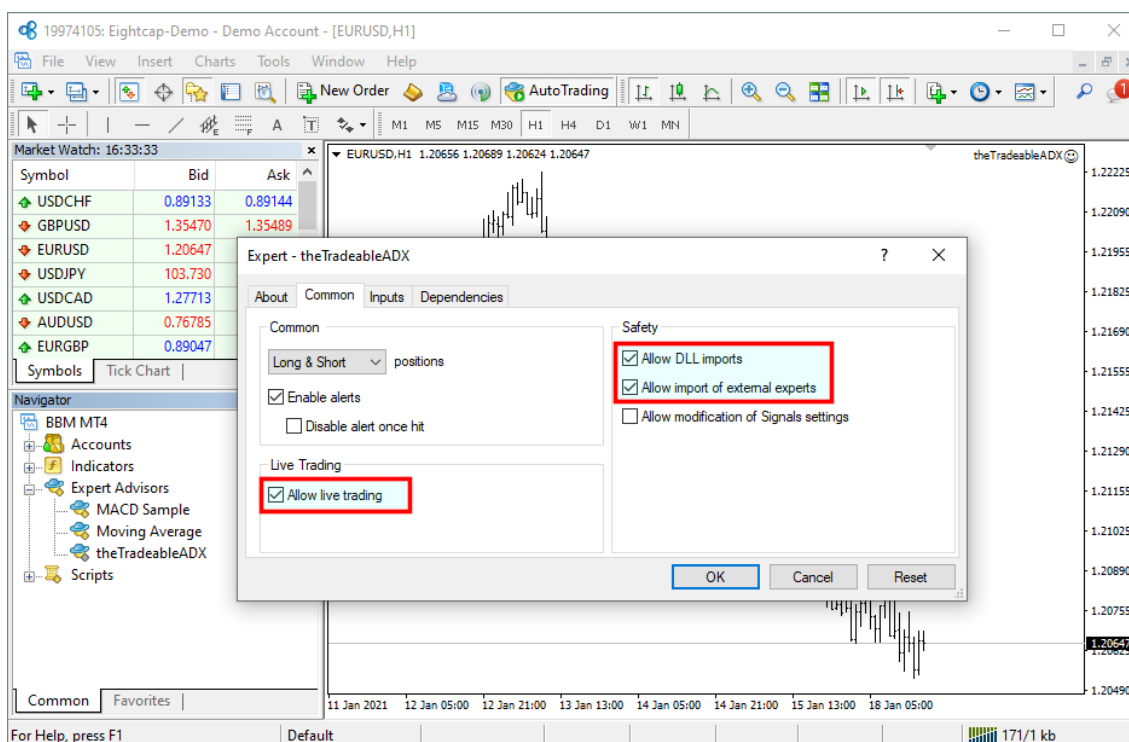 19974105: Eightcap-Demo - Demo Account - [EURUSD,H1]
File View Insert Charts Tools Window Help
New Order AutoTrading 1
A T M1 M5 M15 M30 H1 H4 D1 W1 MN
Market Watch: 16:33:33
Symbol Bid Ask
USDCHF 0.89133 0.89144
GBPUSD 1.35470 1.35489
EURUSD 1.20647
USDJPY 103.730
USDCAD 1.27713
AUDUSD 0.76785
EURGBP 0.89047
Symbols Tick Chart
Navigator
BBM MT4
Accounts
Indicators
Expert Advisors
MACD Sample
Moving Average
theTradeableADX
Scripts
Common Favorites
EURUSD,H1 1.20656 1.20689 1.20624 1.20647
theTradeableADX
Expert - theTradeableADX
About Common Inputs Dependencies
Common
Long & Short positions
Enable alerts
Disable alert once hit
Live Trading
Allow live trading
Safety
Allow DLL imports
Allow import of external experts
Allow modification of Signals settings
OK Cancel Reset
1.22225
1.22090
1.21955
1.21825
1.21690
1.21555
1.21425
1.21290
1.21155
1.21025
1.20890
1.20755
1.20647
1.20490
11 Jan 2021 12 Jan 05:00 12 Jan 21:00 13 Jan 13:00 14 Jan 05:00 14 Jan 21:00 15 Jan 13:00 18 Jan 05:00
For Help, press F1 Default 171/1 kb